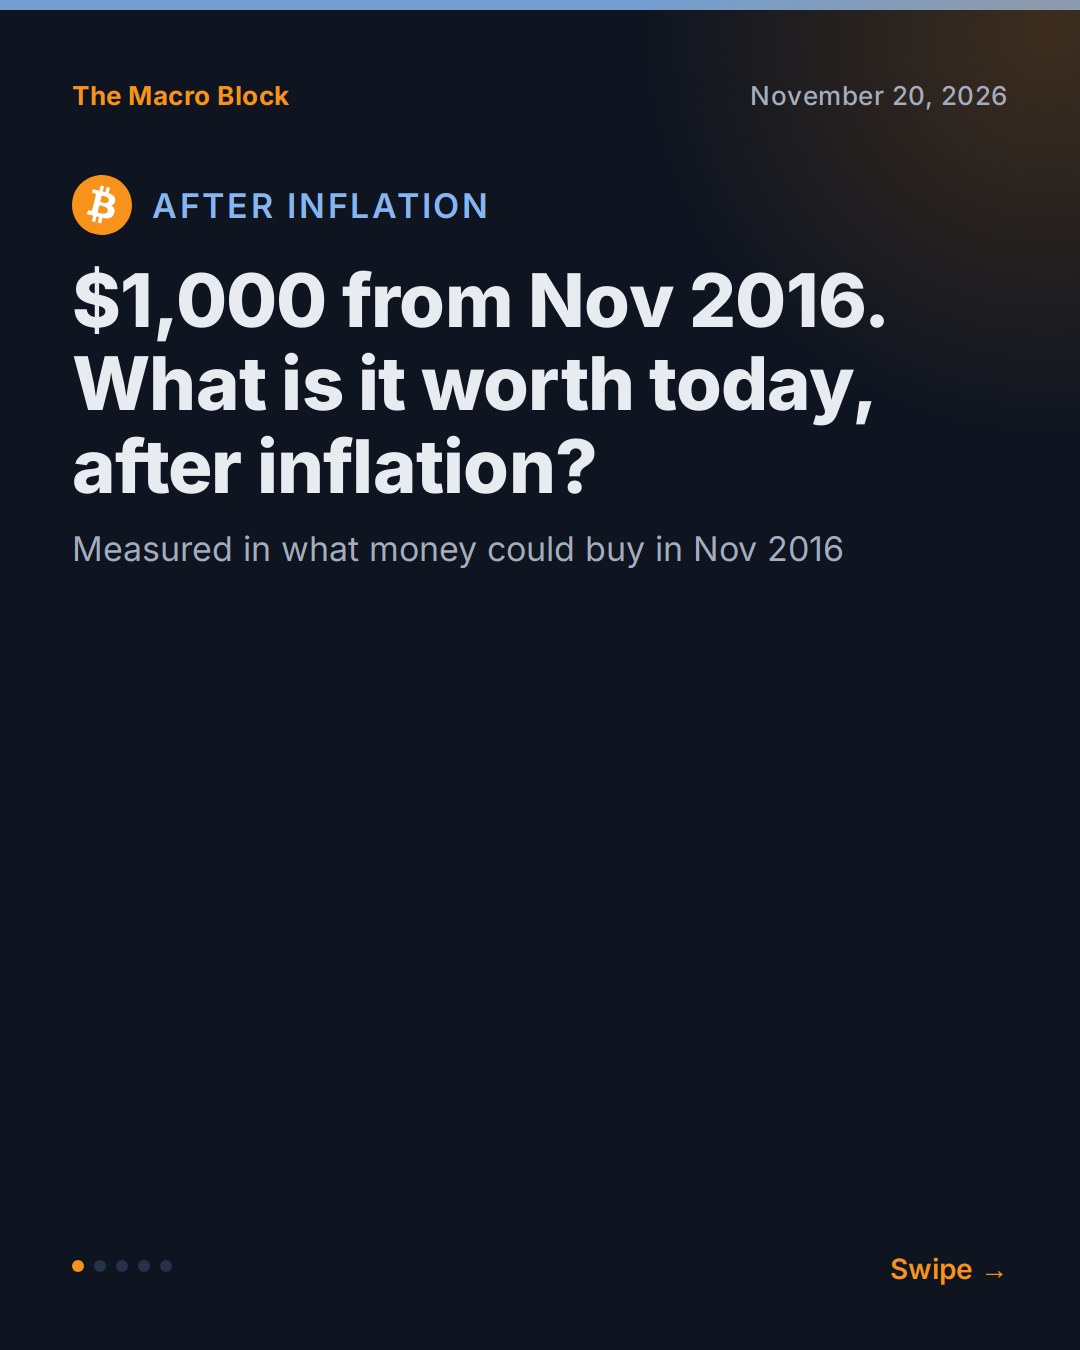 The Macro Block
November 20, 2026
AFTER INFLATION
$1,000 from Nov 2016.
What is it worth today,
after inflation?
Measured in what money could buy in Nov 2016
Swipe →